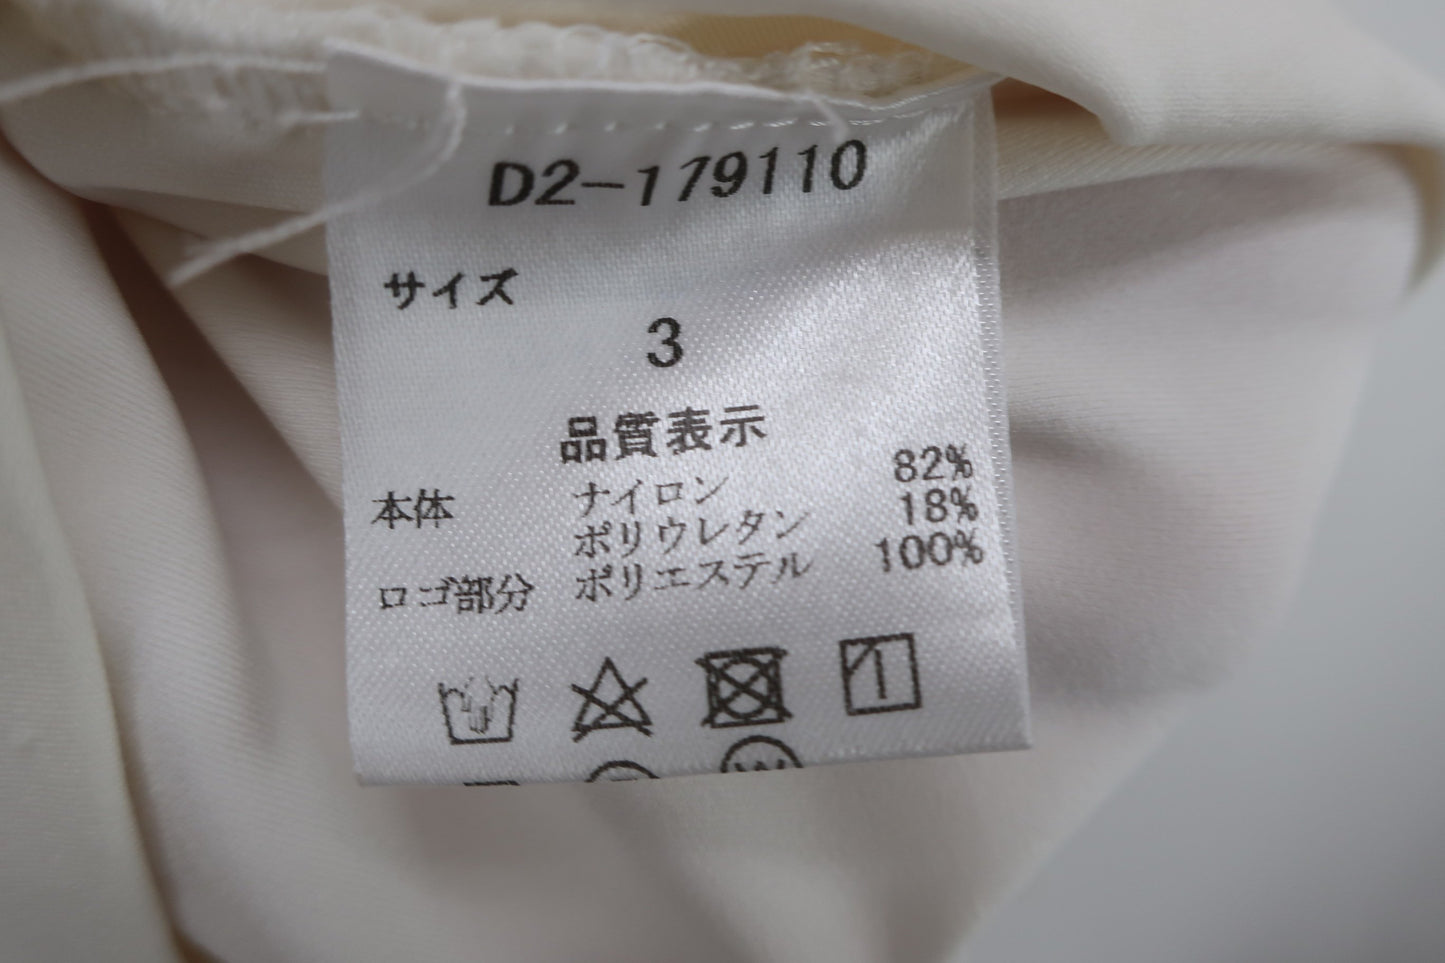 D2-179110
サイズ
3
品質表示
本体 ナイロン 82%
ポリウレタン 18%
ロゴ部分 ポリエステル 100%
W